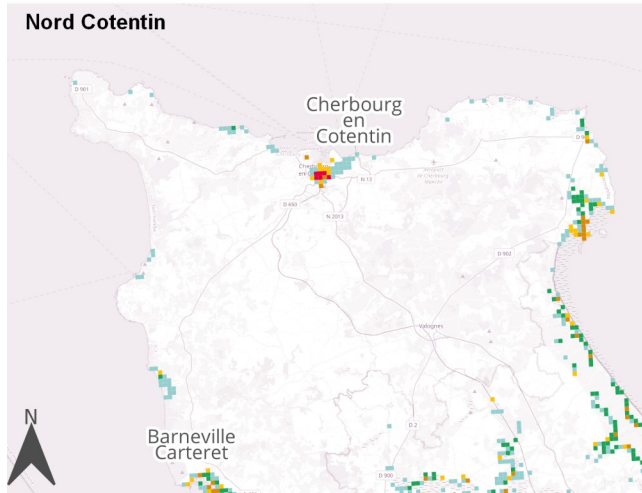 Nord Cotentin
D 901
Cherbourg
en
Cotentin
D 650
N 13
N 2013
D 902
Valognes
Barneville
Carteret
D 2
D 900
N